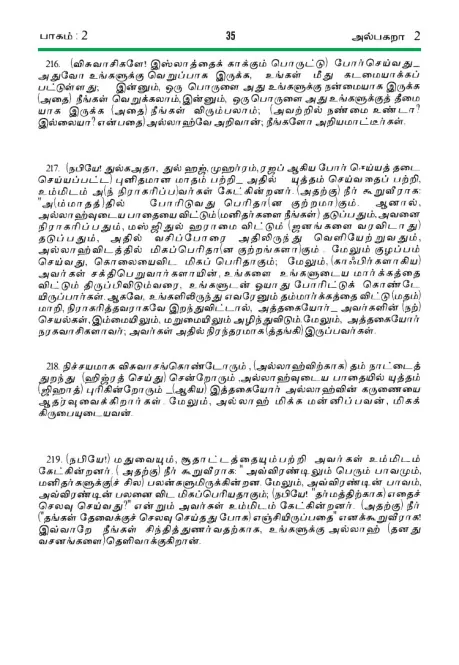 பாகம் : 2 35 அல்பகறா 2
216. (விசுவாசிகளே! இஸ்லாத்தைக் காக்கும் பொருட்டு) போர்செய்வது_
அதுவோ உங்களுக்கு வெறுப்பாக இருக்க, உங்கள் மீது கடமையாக்கப்
பட்டுள்ளது; இன்னும், ஒரு பொருளை அது உங்களுக்கு நன்மையாக இருக்க
(அதை) நீங்கள் வெறுக்கலாம்,இன்னும், ஒருபொருளை அது உங்களுக்குத் தீமை
யாக இருக்க (அதை) நீங்கள் விரும்பலாம்; (அவற்றில் நண்மை உண்டா?
இல்லையா? என்பதை) அல்லாஹ்வே அறிவான்; நீங்களோ அறியமாட்டீர்கள்.
217. (நபியே! துல்கஅதா, துல் ஹஜ்,முஹர்ரம்,ரஜப் ஆகிய போர் செய்யத் தடை
செய்யப்பட்ட) புனிதமான மாதம் பற்றி_ அதில் யுத்தம் செய்வதைப் பற்றி,
உம்மிடம் அ(ந் நிராகரிப்ப)வர்கள் கேட்கின்றனர். (அதற்கு) நீர் கூறுவீராக:
"அ(ம்மாதத்)தில் போரிடுவது பெரிதா(ன குற்றமா)கும். ஆனால்,
அல்லாஹ்வுடைய பாதையைவிட்டும் (மனிதர்களை நீங்கள்) தடுப்பதும்,அவனை
நிராகரிப்பதும், மஸ்ஜிதுல் ஹராமை விட்டும் (ஜனங்களை வரவிடாது)
தடுப்பதும், அதில் வசிப்போரை அதிலிருந்து வெளியேற்றுவதும்,
அல்லாஹ்விடத்தில் மிகப்பெரிதா(ன குற்றங்களா)கும். மேலும் குழப்பம்
செய்வது, கொலையைவிட மிகப் பெரிதாகும்; மேலும், (காஃபிர்களாகிய)
அவர்கள் சக்திபெறுவார்களாயின், உங்களை உங்களுடைய மார்க்கத்தை
விட்டும் திருப்பிவிடும்வரை, உங்களுடன் ஓயாது போரிட்டுக் கொண்டே
யிருப்பார்கள். ஆகவே, உங்களிலிருந்து எவரேனும் தம்மார்க்கத்தை விட்டு (மதம்)
மாறி, நிராகரித்தவராகவே இறந்துவிட்டால், அத்தகையோர்_ அவர்களின் (நற்)
செயல்கள், இம்மையிலும், மறுமையிலும் அழிந்துவிடும்.மேலும், அத்தகையோர்
நரகவாசிகளாவர்; அவர்கள் அதில் நிரந்தரமாக(த்தங்கி) இருப்பவர்கள்.
218. நிச்சயமாக விசுவாசங்கொண்டோரும் , (அல்லாஹ்விற்காக) தம் நாட்டைத்
துறந்து (ஹிஜ்ரத் செய்து) சென்றோரும் அல்லாஹ்வுடைய பாதையில் யுத்தம்
(ஜிஹாத்) புரிகின்றோரும் _(ஆகிய) இத்தகையோர் அல்லாஹ்வின் கருணையை
ஆதரவுவைக்கிறார்கள். மேலும், அல்லாஹ் மிக்க மன்னிப்பவன், மிகக்
கிருபையுடையவன்.
219. (நபியே!) மதுவையும், சூதாட்டத்தையும்பற்றி அவர்கள் உம்மிடம்
கேட்கின்றனர். ( அதற்கு) நீர் கூறுவீராக: " அவ்விரண்டிலும் பெரும் பாவமும்,
மனிதர்களுக்கு(ச் சில) பலன்களுமிருக்கின்றன. மேலும், அவ்விரண்டின் பாவம்,
அவ்விரண்டின் பலனை விட மிகப்பெரியதாகும்; (நபியே! "தர்மத்திற்காக) எதைச்
செலவு செய்வது?" என்றும் அவர்கள் உம்மிடம் கேட்கின்றனர். (அதற்கு) நீர்
("தங்கள் தேவைக்குச் செலவு செய்தது போக) எஞ்சியிருப்பதை" எனக்கூறுவீராக!
இவ்வாறே நீங்கள் சிந்தித்துணர்வதற்காக, உங்களுக்கு அல்லாஹ் (தனது
வசனங்களை)தெளிவாக்குகிறான்.